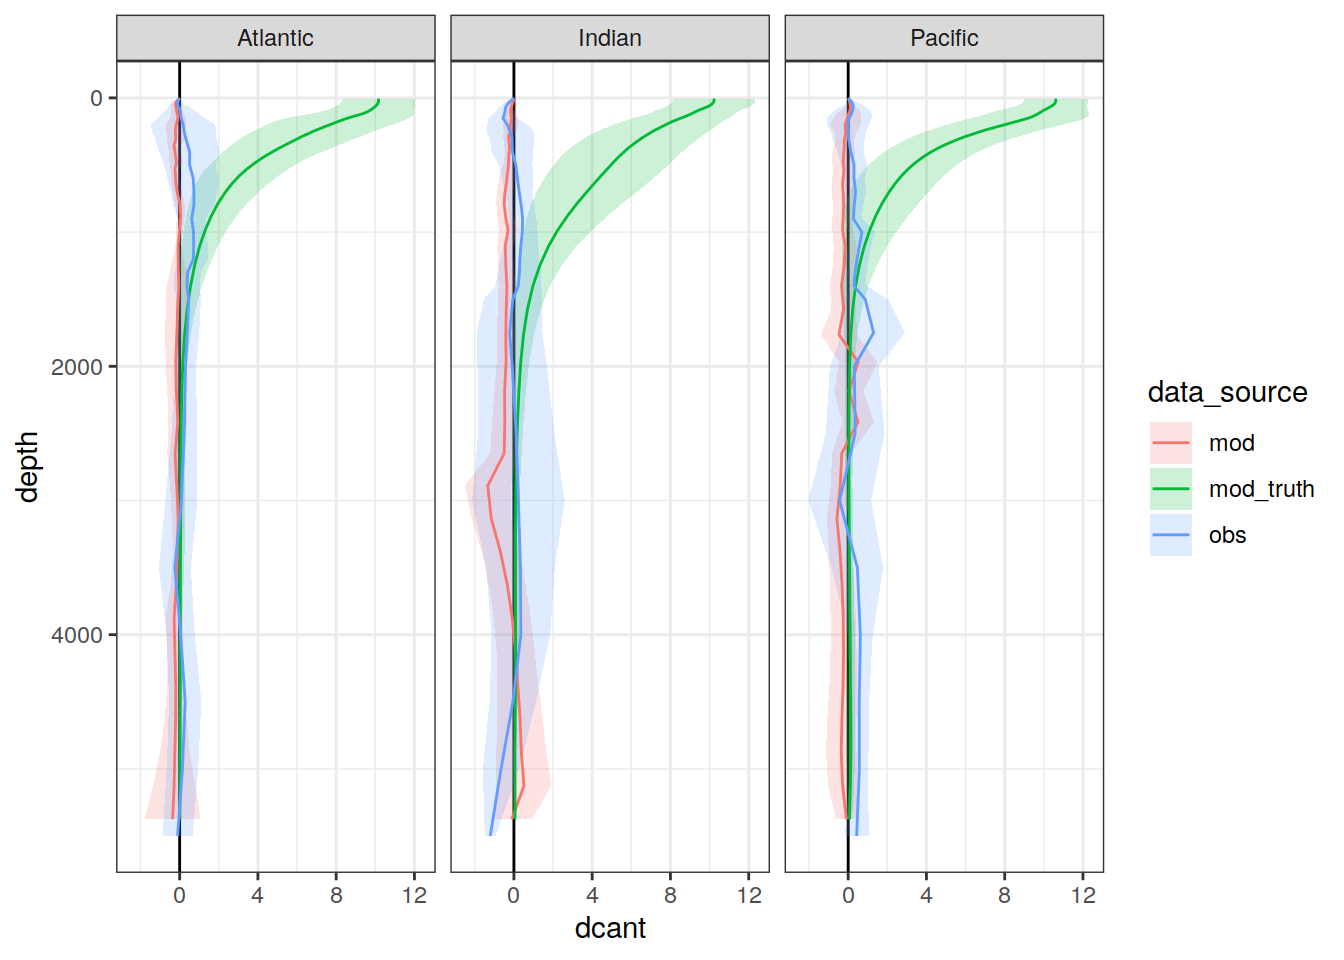 Atlantic Indian Pacific
0
2000
4000
depth
0 4 8 12 0 4 8 12 0 4 8 12
dcant
data_source
mod
mod_truth
obs